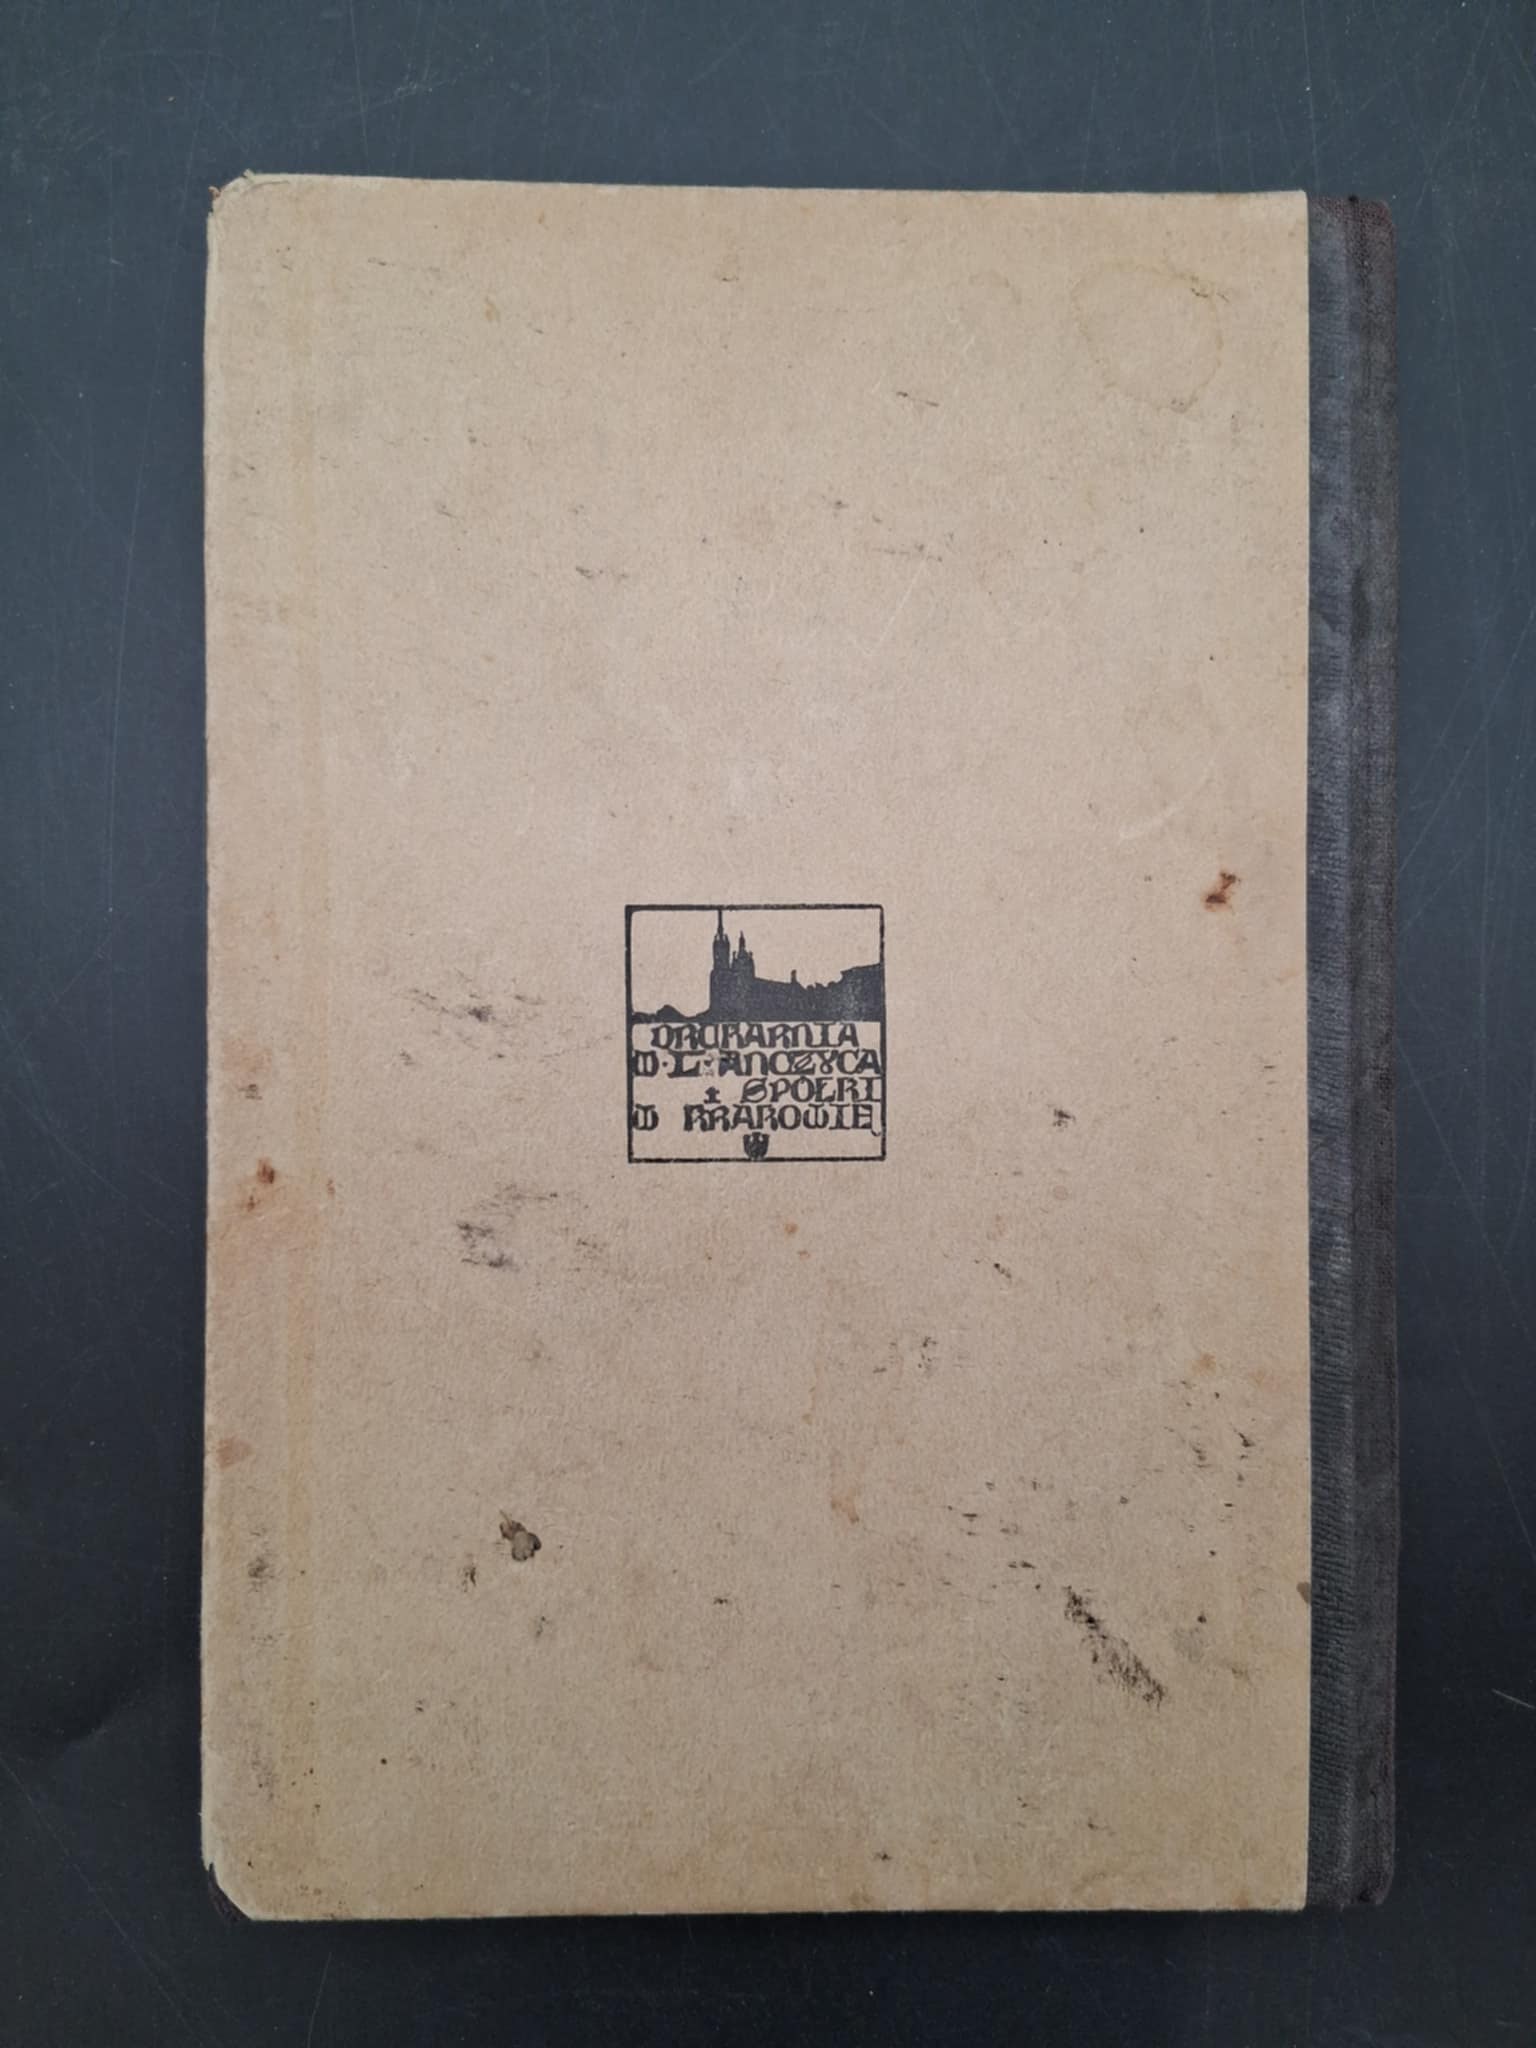 DRUKARNIA
W. L. ANCZYCA
I SPÓŁKI
W KRAKOWIE